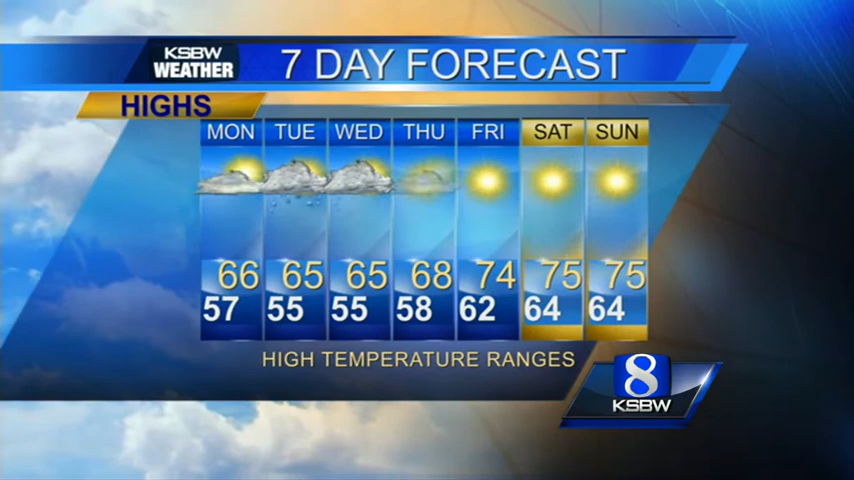 KSBW
WEATHER
7 DAY FORECAST
HIGHS
MON TUE WED THU FRI SAT SUN
66 65 65 68 74 75 75
57 55 55 58 62 64 64
HIGH TEMPERATURE RANGES
8
KSBW